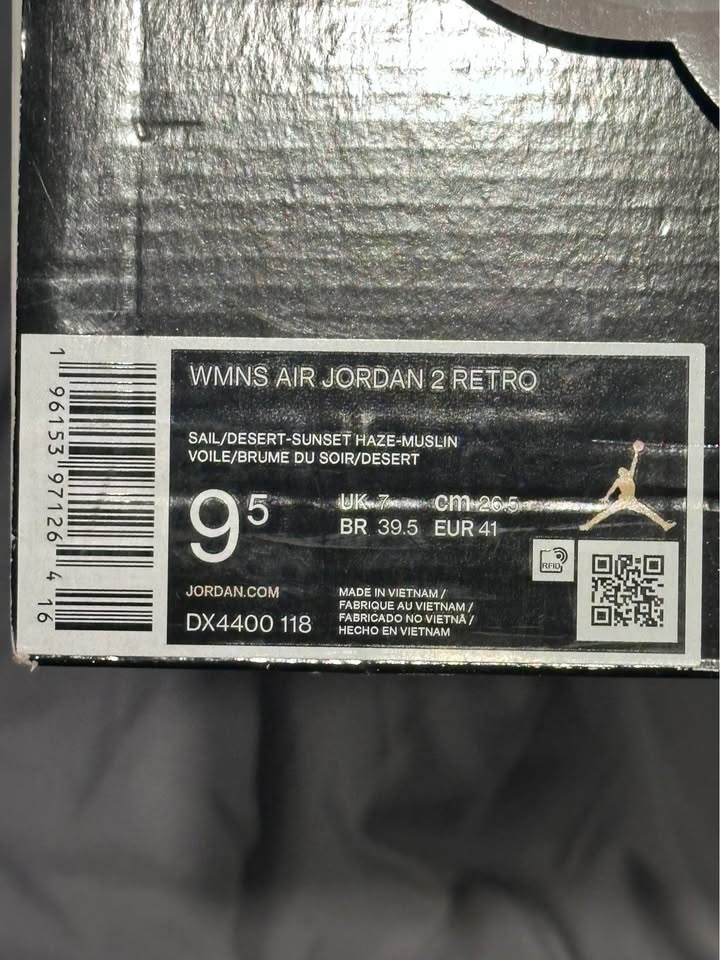 WMNS AIR JORDAN 2 RETRO
SAIL/DESERT-SUNSET HAZE-MUSLIN
VOILE/BRUME DU SOIR/DESERT
9 5
UK 7 cm 26.5
BR 39.5 EUR 41
RFID
JORDAN.COM
DX4400 118
MADE IN VIETNAM /
FABRIQUE AU VIETNAM /
FABRICADO NO VIETNÃ /
HECHO EN VIETNAM
1 96153 97126 4 16